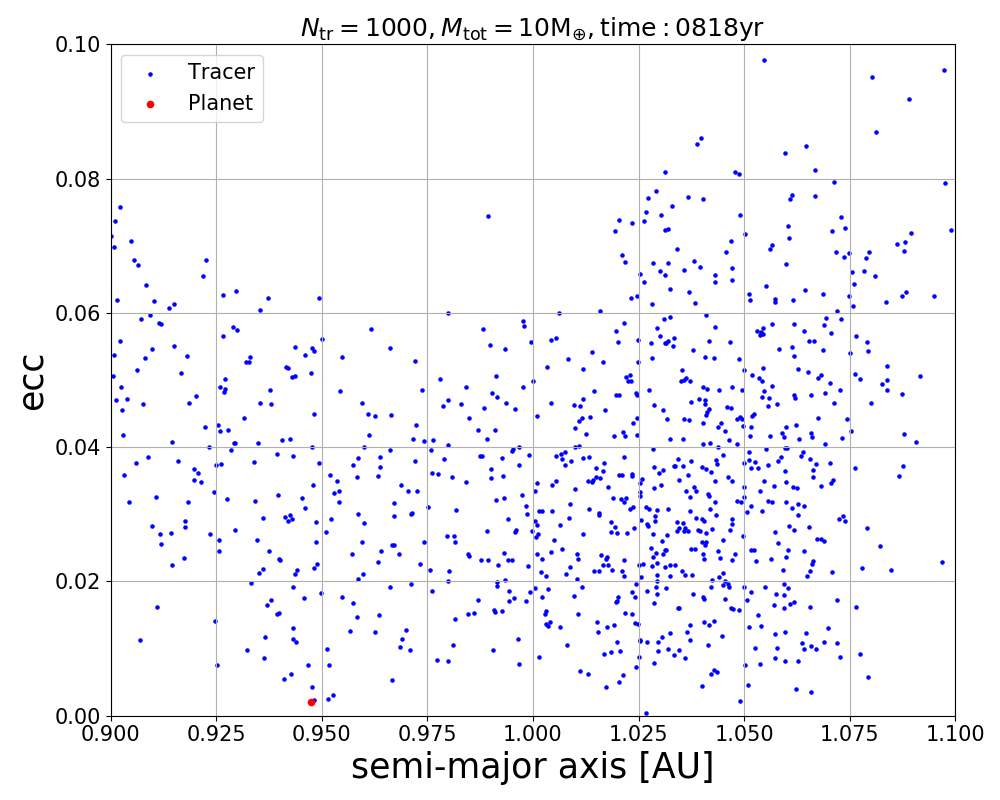 N_tr = 1000, M_tot = 10M_⊕, time : 0818yr
Tracer
Planet
0.10
0.08
0.06
0.04
0.02
0.00
ecc
0.900 0.925 0.950 0.975 1.000 1.025 1.050 1.075 1.100
semi-major axis [AU]